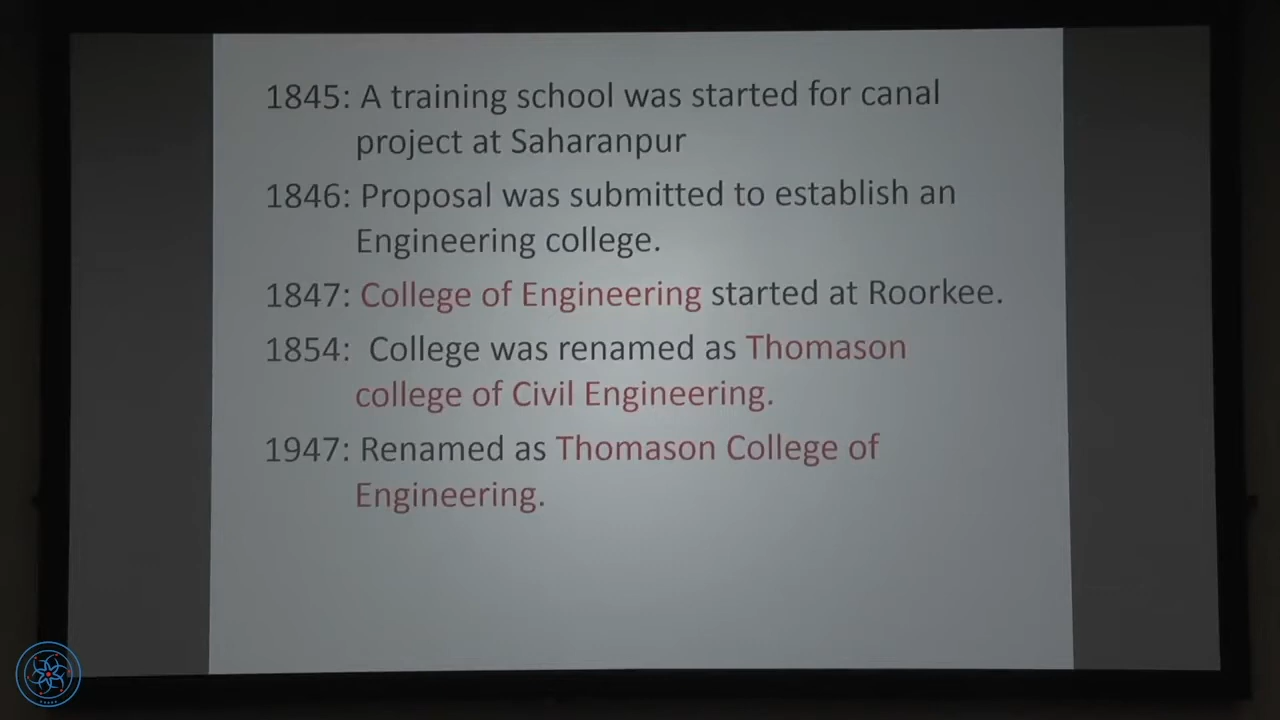 1845: A training school was started for canal
project at Saharanpur
1846: Proposal was submitted to establish an
Engineering college.
1847: College of Engineering started at Roorkee.
1854: College was renamed as Thomason
college of Civil Engineering.
1947: Renamed as Thomason College of
Engineering.